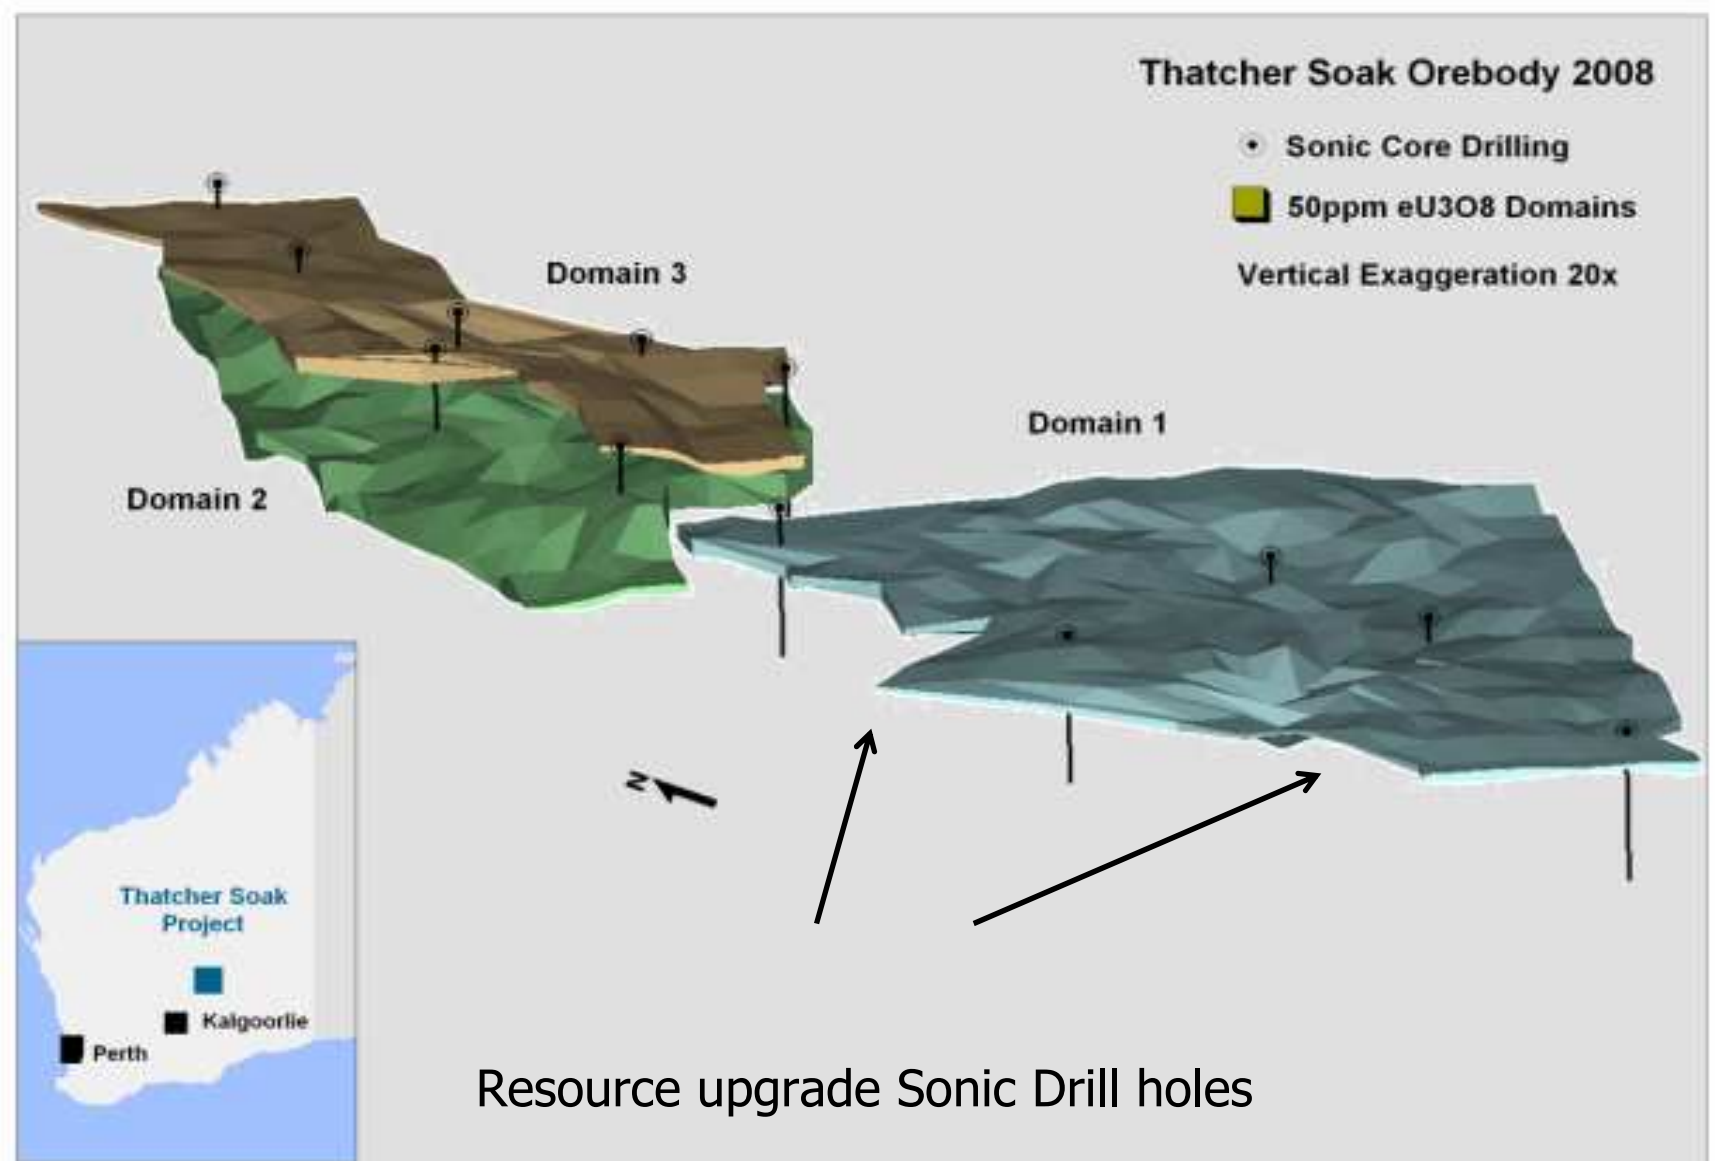 Thatcher Soak Orebody 2008
Sonic Core Drilling
50ppm eU3O8 Domains
Vertical Exaggeration 20x
Domain 3
Domain 1
Domain 2
N
Thatcher Soak
Project
Kalgoorlie
Perth
Resource upgrade Sonic Drill holes